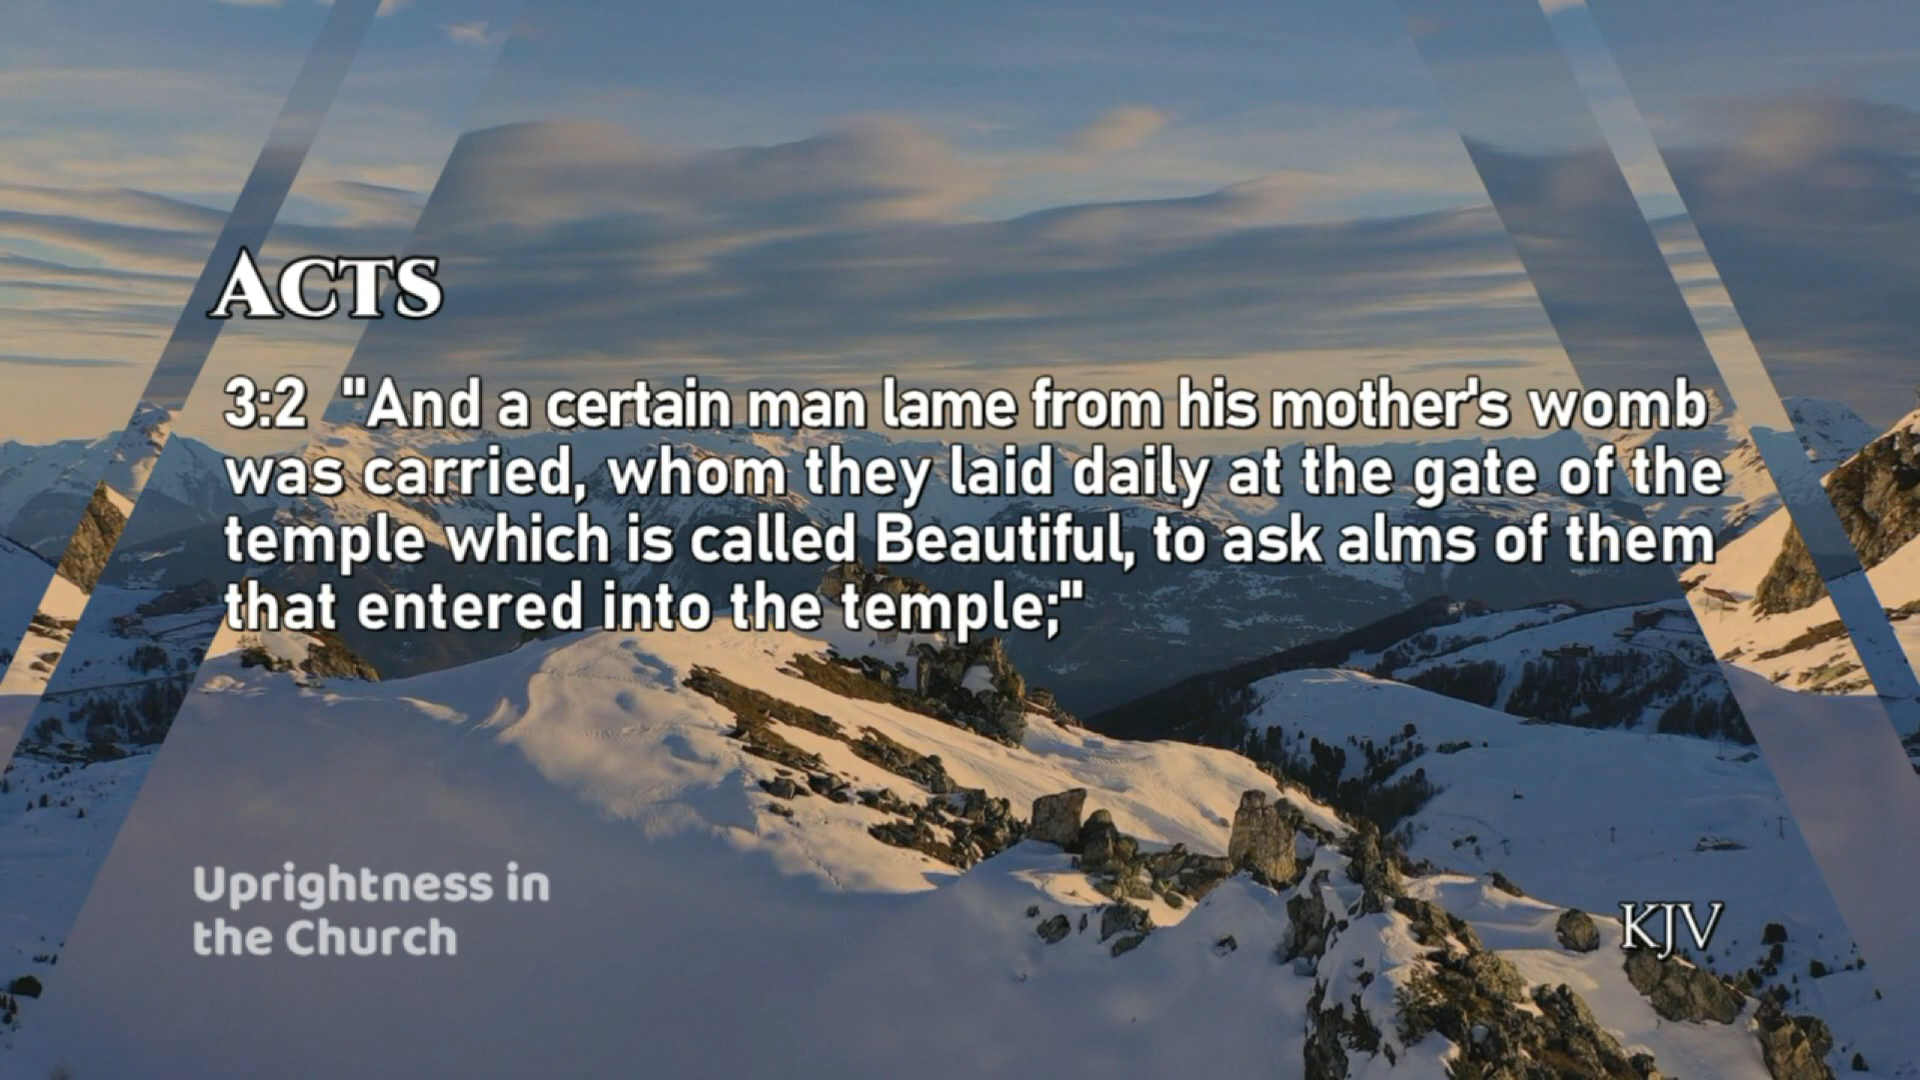 ACTS
3:2 "And a certain man lame from his mother's womb
was carried, whom they laid daily at the gate of the
temple which is called Beautiful, to ask alms of them
that entered into the temple;"
Uprightness in
the Church
KJV